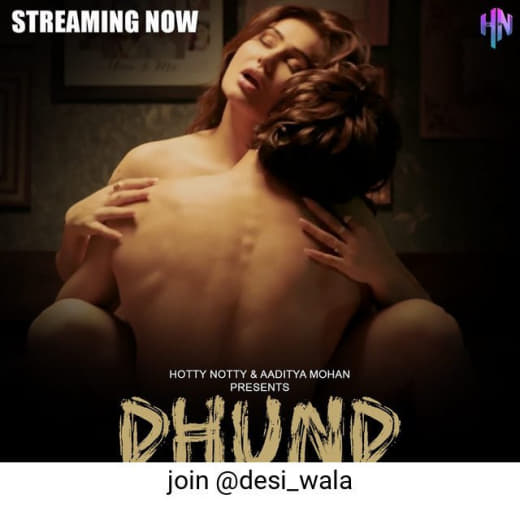 STREAMING NOW
HN
HOTTY NOTTY & AADITYA MOHAN
PRESENTS
DHUND
join @desi_wala